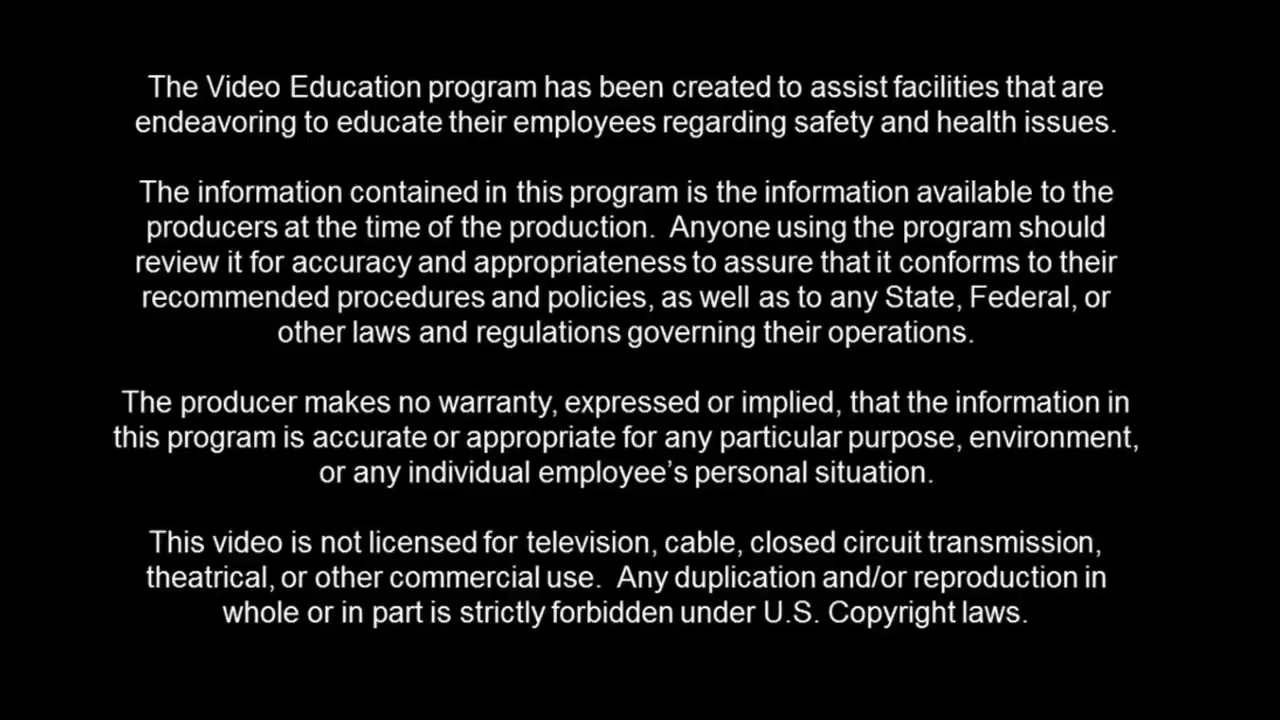 The Video Education program has been created to assist facilities that are
endeavoring to educate their employees regarding safety and health issues.
The information contained in this program is the information available to the
producers at the time of the production.  Anyone using the program should
review it for accuracy and appropriateness to assure that it conforms to their
recommended procedures and policies, as well as to any State, Federal, or
other laws and regulations governing their operations.
The producer makes no warranty, expressed or implied, that the information in
this program is accurate or appropriate for any particular purpose, environment,
or any individual employee’s personal situation.
This video is not licensed for television, cable, closed circuit transmission,
theatrical, or other commercial use.  Any duplication and/or reproduction in
whole or in part is strictly forbidden under U.S. Copyright laws.